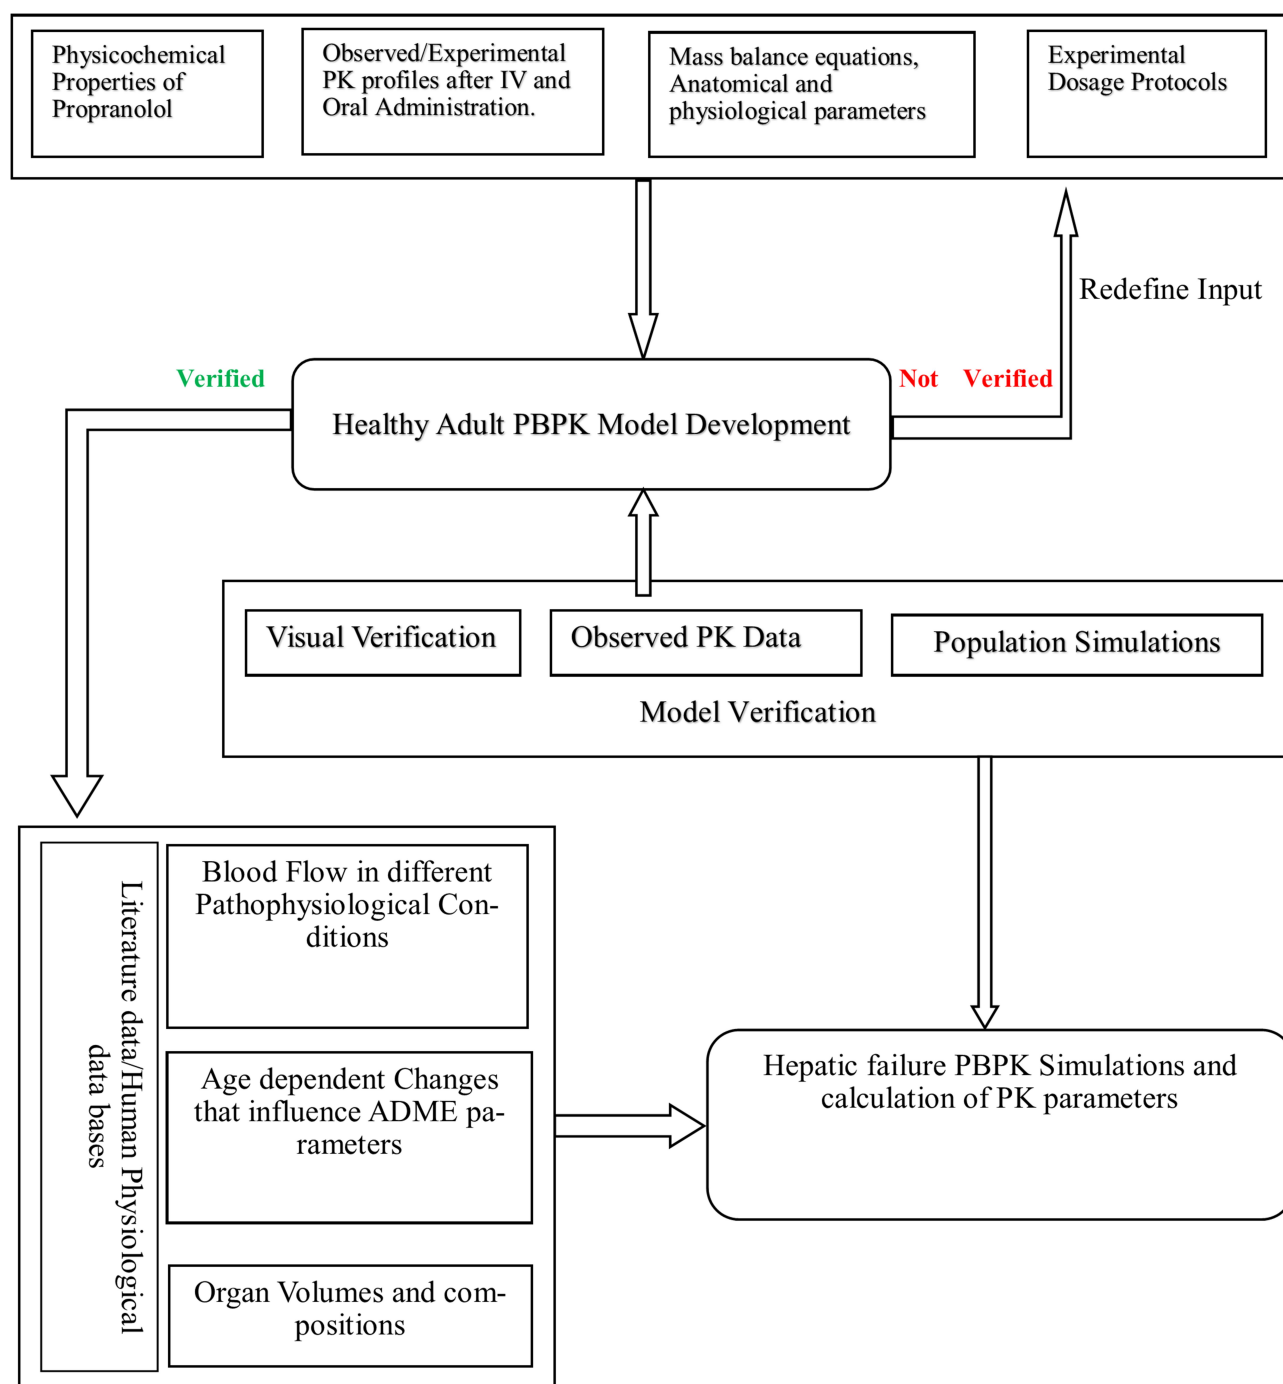 Physicochemical
Properties of
Propranolol
Observed/Experimental
PK profiles after IV and
Oral Administration.
Mass balance equations,
Anatomical and
physiological parameters
Experimental
Dosage Protocols
Redefine Input
Verified
Healthy Adult PBPK Model Development
Not Verified
Visual Verification
Observed PK Data
Population Simulations
Model Verification
Literature data/Human Physiological
data bases
Blood Flow in different
Pathophysiological Con-
ditions
Age dependent Changes
that influence ADME pa-
rameters
Organ Volumes and com-
positions
Hepatic failure PBPK Simulations and
calculation of PK parameters